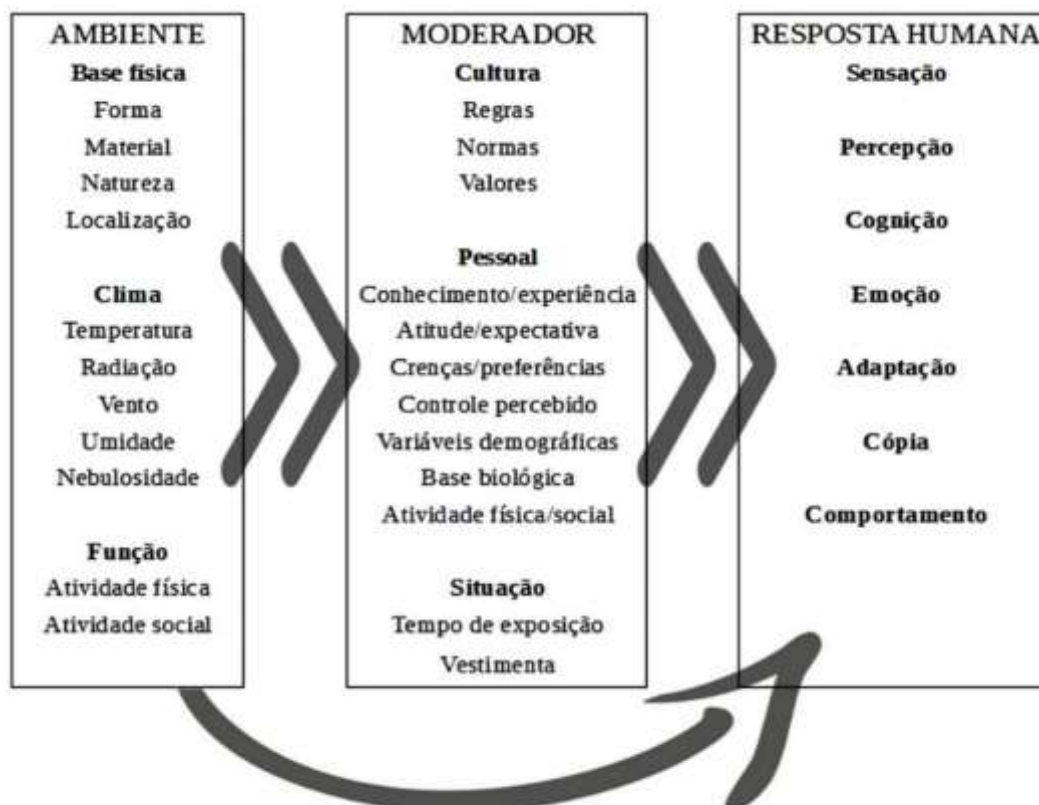 AMBIENTE
Base física
Forma
Material
Natureza
Localização
Clima
Temperatura
Radiação
Vento
Umidade
Nebulosidade
Função
Atividade física
Atividade social
MODERADOR
Cultura
Regras
Normas
Valores
Pessoal
Conhecimento/experiência
Atitude/expectativa
Crenças/preferências
Controle percebido
Variáveis demográficas
Base biológica
Atividade física/social
Situação
Tempo de exposição
Vestimenta
RESPOSTA HUMANA
Sensação
Percepção
Cognição
Emoção
Adaptação
Cópia
Comportamento